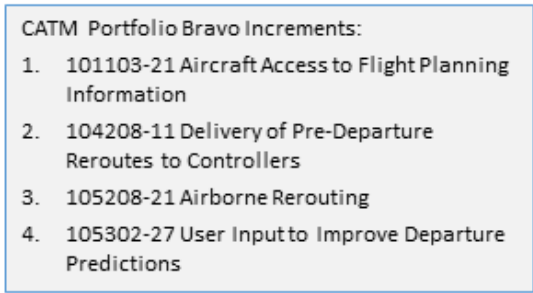 CATM Portfolio Bravo Increments:
1. 101103-21 Aircraft Access to Flight Planning
Information
2. 104208-11 Delivery of Pre-Departure
Reroutes to Controllers
3. 105208-21 Airborne Rerouting
4. 105302-27 User Input to Improve Departure
Predictions